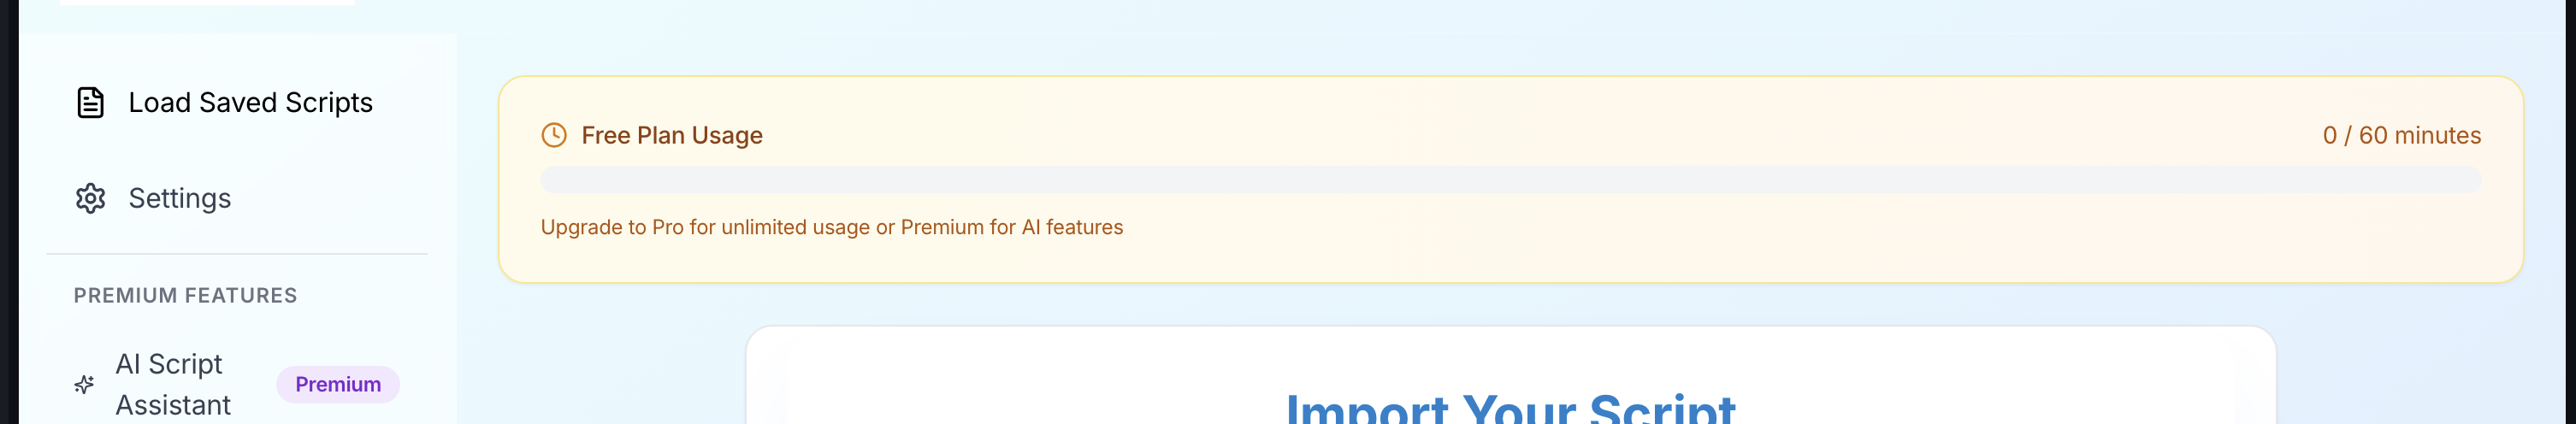 Load Saved Scripts
Settings
PREMIUM FEATURES
AI Script
Assistant
Premium
Free Plan Usage
0 / 60 minutes
Upgrade to Pro for unlimited usage or Premium for AI features
Import Your Script